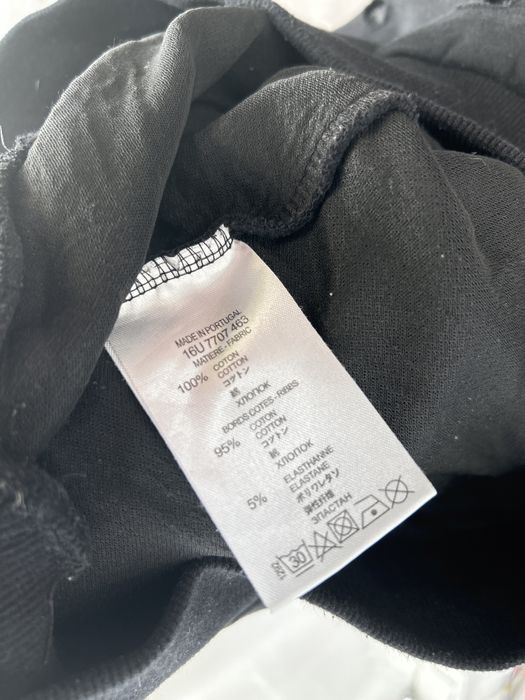 MADE IN PORTUGAL
16U 7707 463
MATIERE - FABRIC
100% COTON
COTTON
コットン
綿
ХЛОПОК
BORDS COTES - RIBBS
95% COTON
COTTON
コットン
綿
ХЛОПОК
5% ELASTHANNE
ELASTANE
ポリウレタン
弹性纤维
ЭЛАСТАН
30